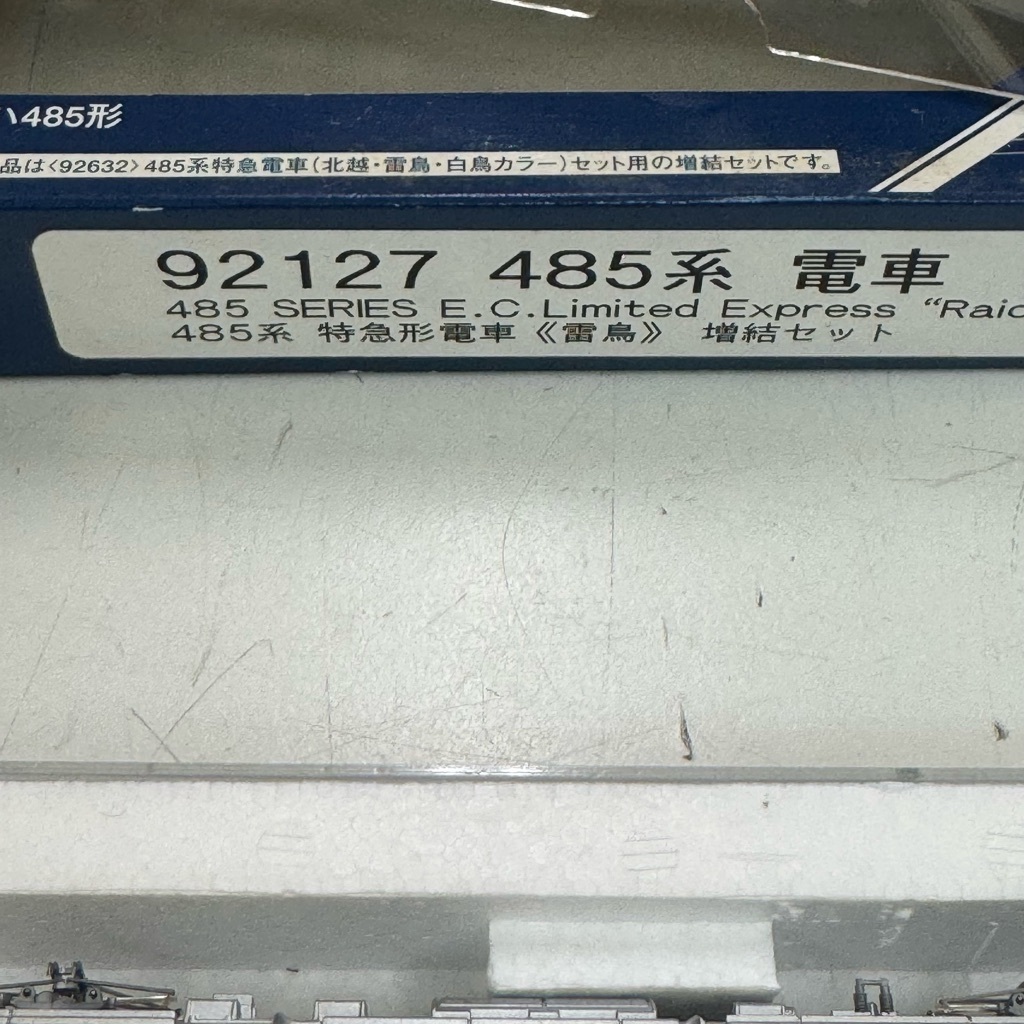 ハ485形
品は〈92632〉485系特急電車(北越・雷鳥・白鳥カラー)セット用の増結セットです。
92127 485系 電車
485 SERIES E.C.Limited Express “Raic
485系 特急形電車《雷鳥》 増結セット